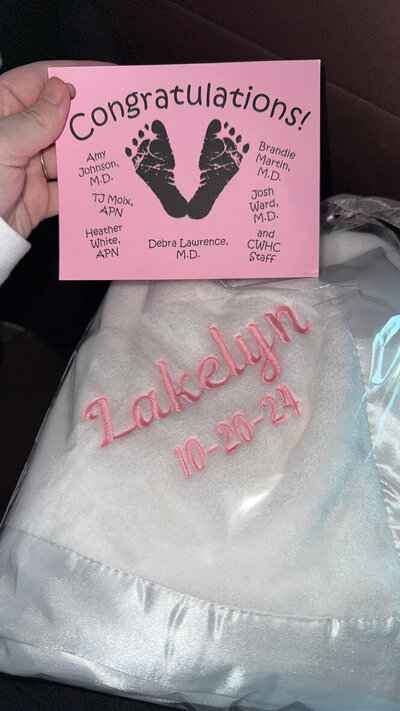 Congratulations!
Amy
Johnson,
M.D.
TJ Moix,
APN
Heather
White,
APN
Debra Lawrence,
M.D.
Brandie
Martin,
M.D.
Josh
Ward,
M.D.
and
CWHC
Staff
Lakelyn
10-20-24